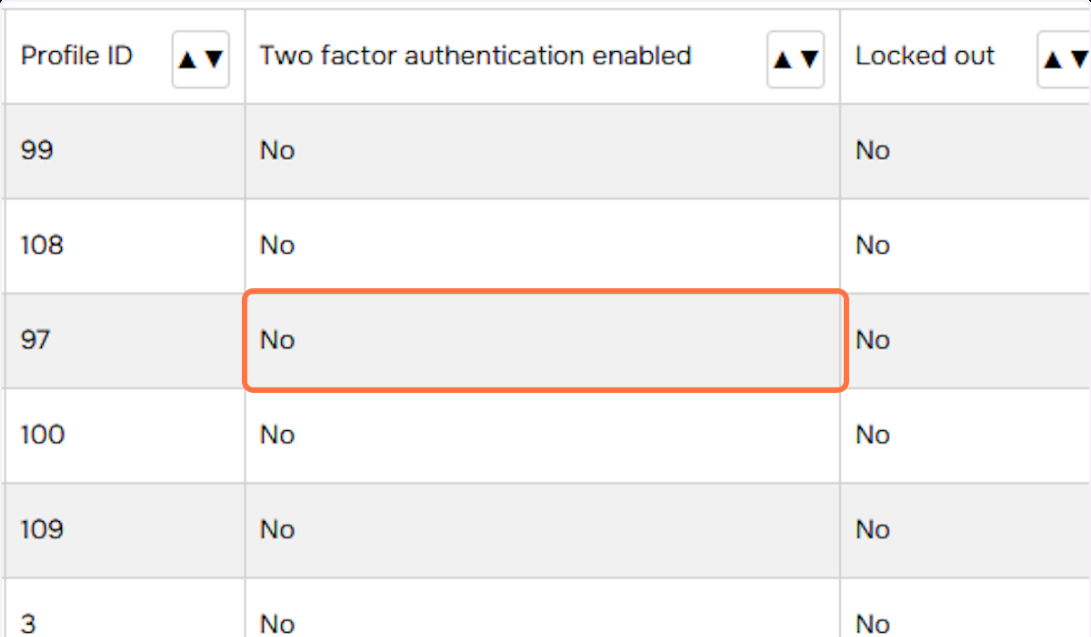 Profile ID ▲ ▼ Two factor authentication enabled ▲ ▼ Locked out ▲ ▼
99 No No
108 No No
97 No No
100 No No
109 No No
3 No No